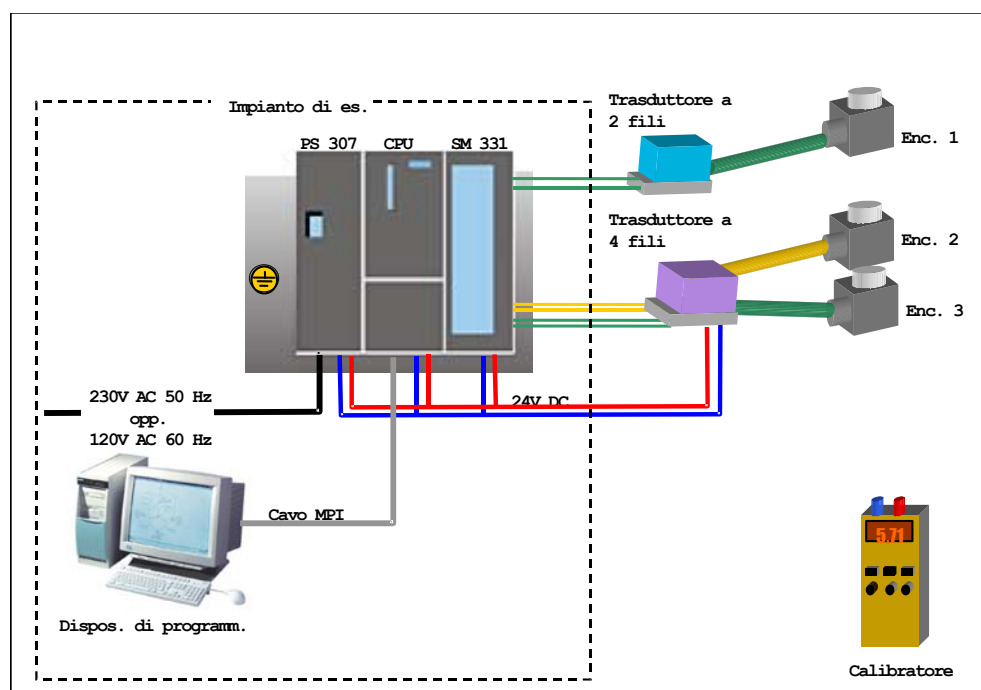 Impianto di es.
PS 307
CPU
SM 331
Trasduttore a
2 fili
Enc. 1
Trasduttore a
4 fili
Enc. 2
Enc. 3
230V AC 50 Hz
opp.
120V AC 60 Hz
24V DC
Cavo MPI
Dispos. di programm.
5.71
Calibratore